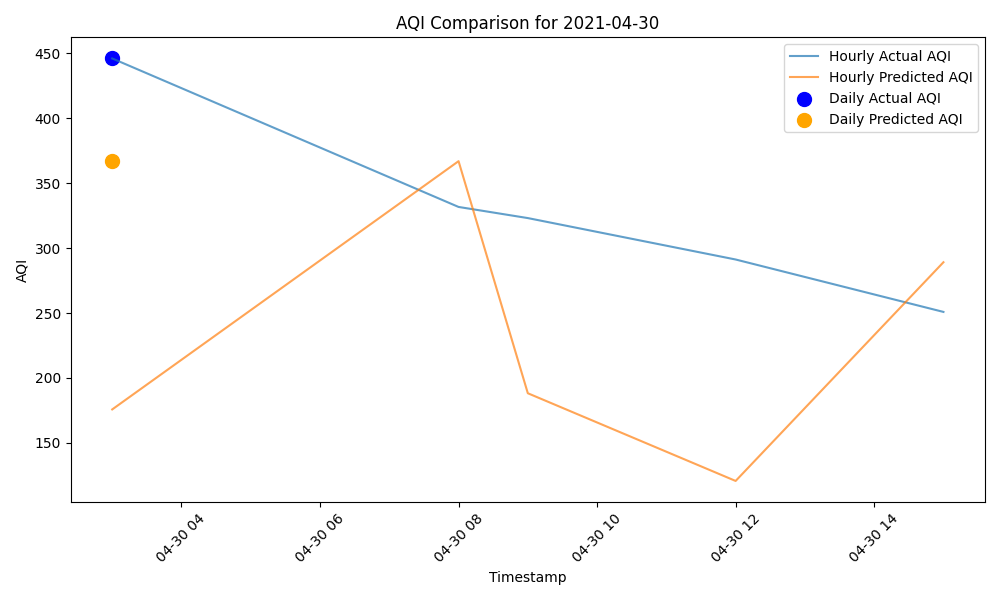 AQI Comparison for 2021-04-30
Hourly Actual AQI
Hourly Predicted AQI
Daily Actual AQI
Daily Predicted AQI
AQI
450
400
350
300
250
200
150
04-30 04
04-30 06
04-30 08
04-30 10
04-30 12
04-30 14
Timestamp